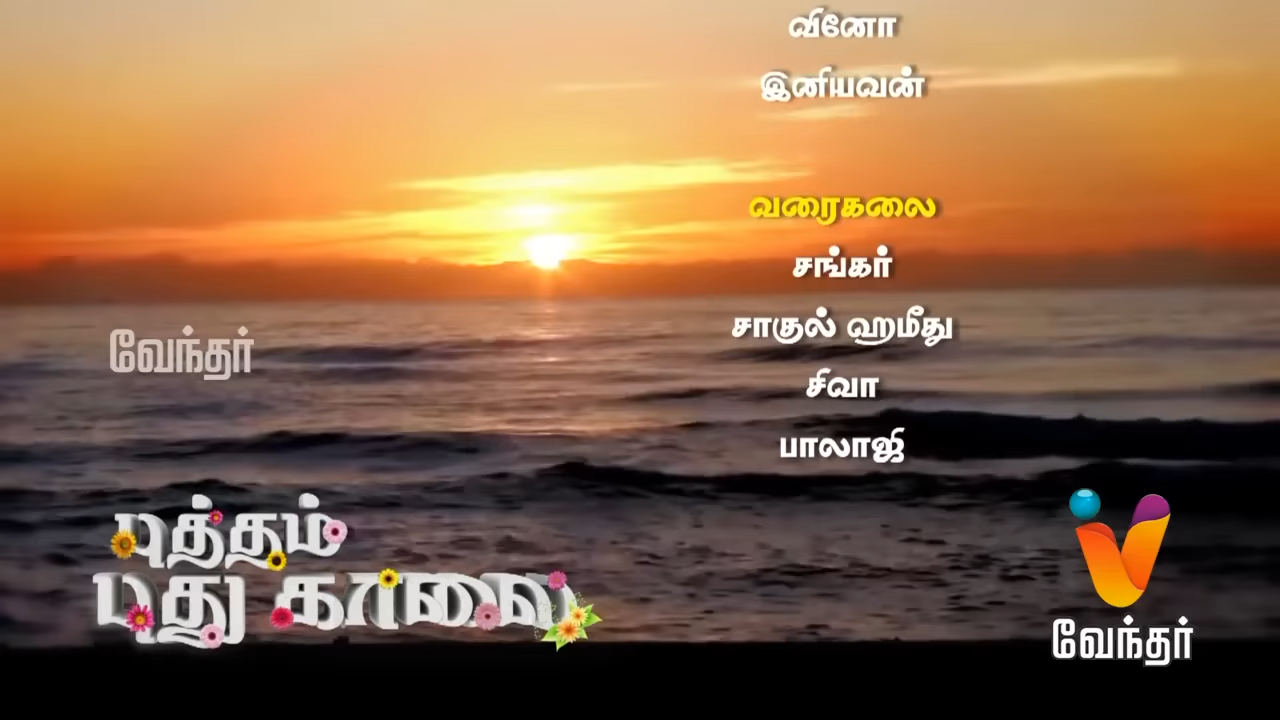 வினோ
இனியவன்
வரைகலை
சங்கர்
சாகுல் ஹமீது
சிவா
பாலாஜி
வேந்தர்
புத்தம்
புது காலை
வேந்தர்